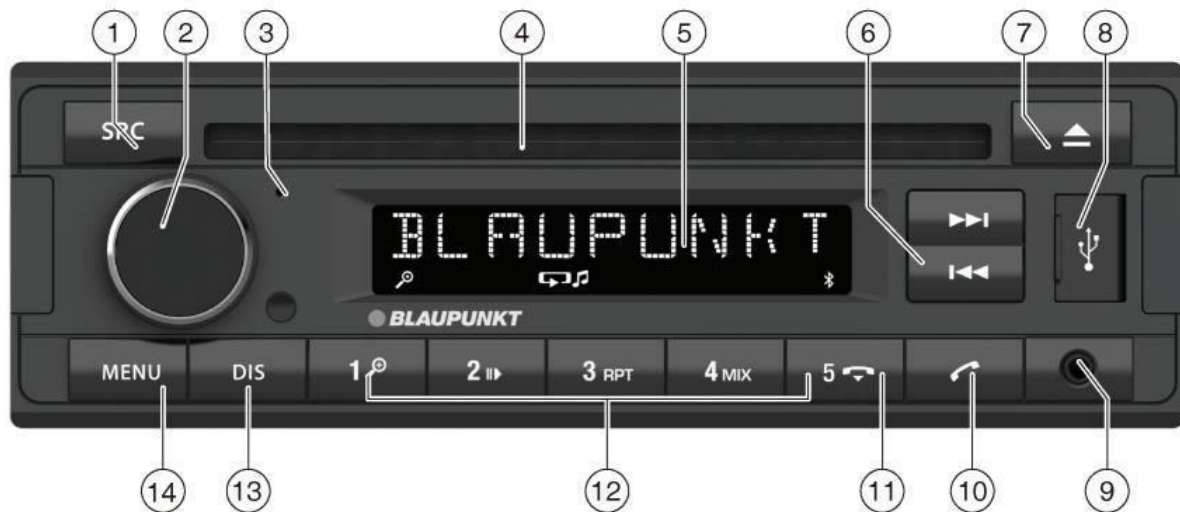 1 2 3 4 5 6 7 8
SRC
BLAUPUNKT
BLAUPUNKT
MENU DIS 1 2 3 RPT 4 MIX 5
14 13 12 11 10 9